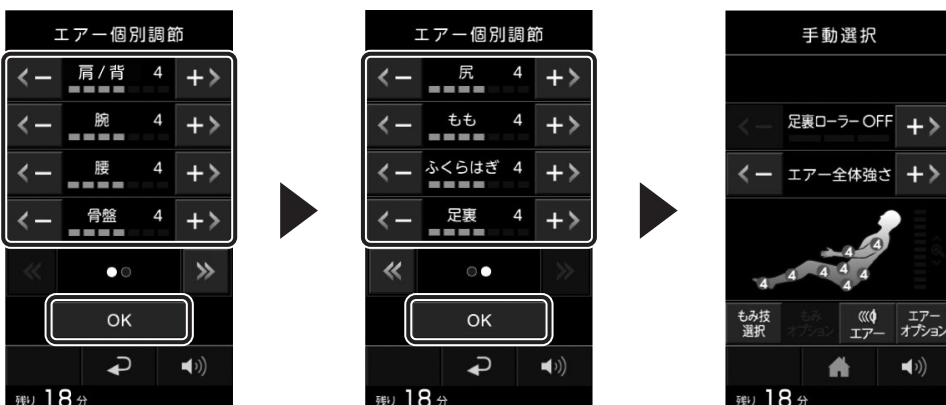 エアー個別調節
肩/背 4
腕 4
腰 4
骨盤 4
OK
残り 18 分
エアー個別調節
尻 4
もも 4
ふくらはぎ 4
足裏 4
OK
残り 18 分
手動選択
足裏ローラー OFF
エアー全体強さ
4
4
4 4 4 4
4
もみ技
選択
もみ
オプション
エアー
エアー
オプション
残り 18 分